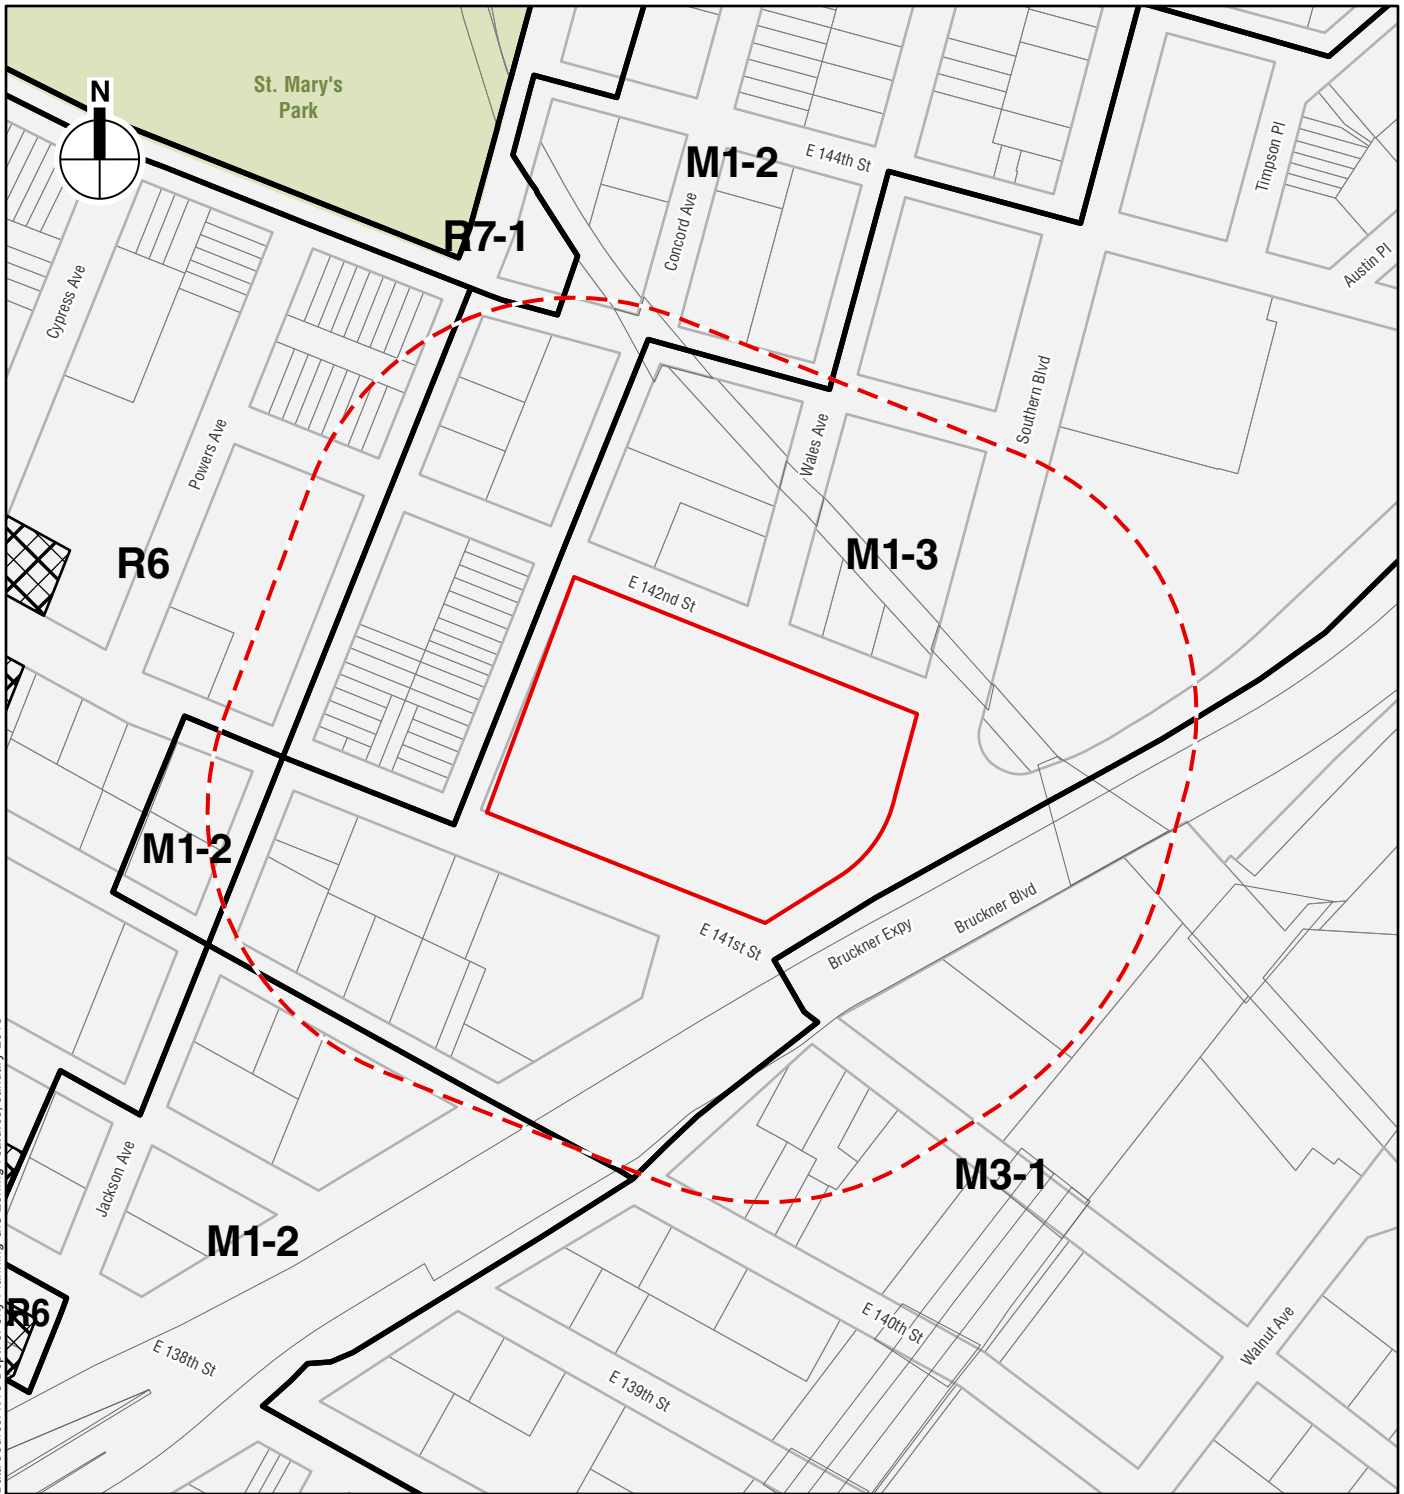 St. Mary's
Park
N
M1-2
E 144th St
Timpson Pl
Concord Ave
R7-1
Austin Pl
Cypress Ave
Southern Blvd
Powers Ave
Wales Ave
R6
M1-3
E 142nd St
M1-2
Bruckner Blvd
E 141st St
Bruckner Expy
Jackson Ave
M3-1
M1-2
R6
E 140th St
Walnut Ave
E 138th St
E 139th St